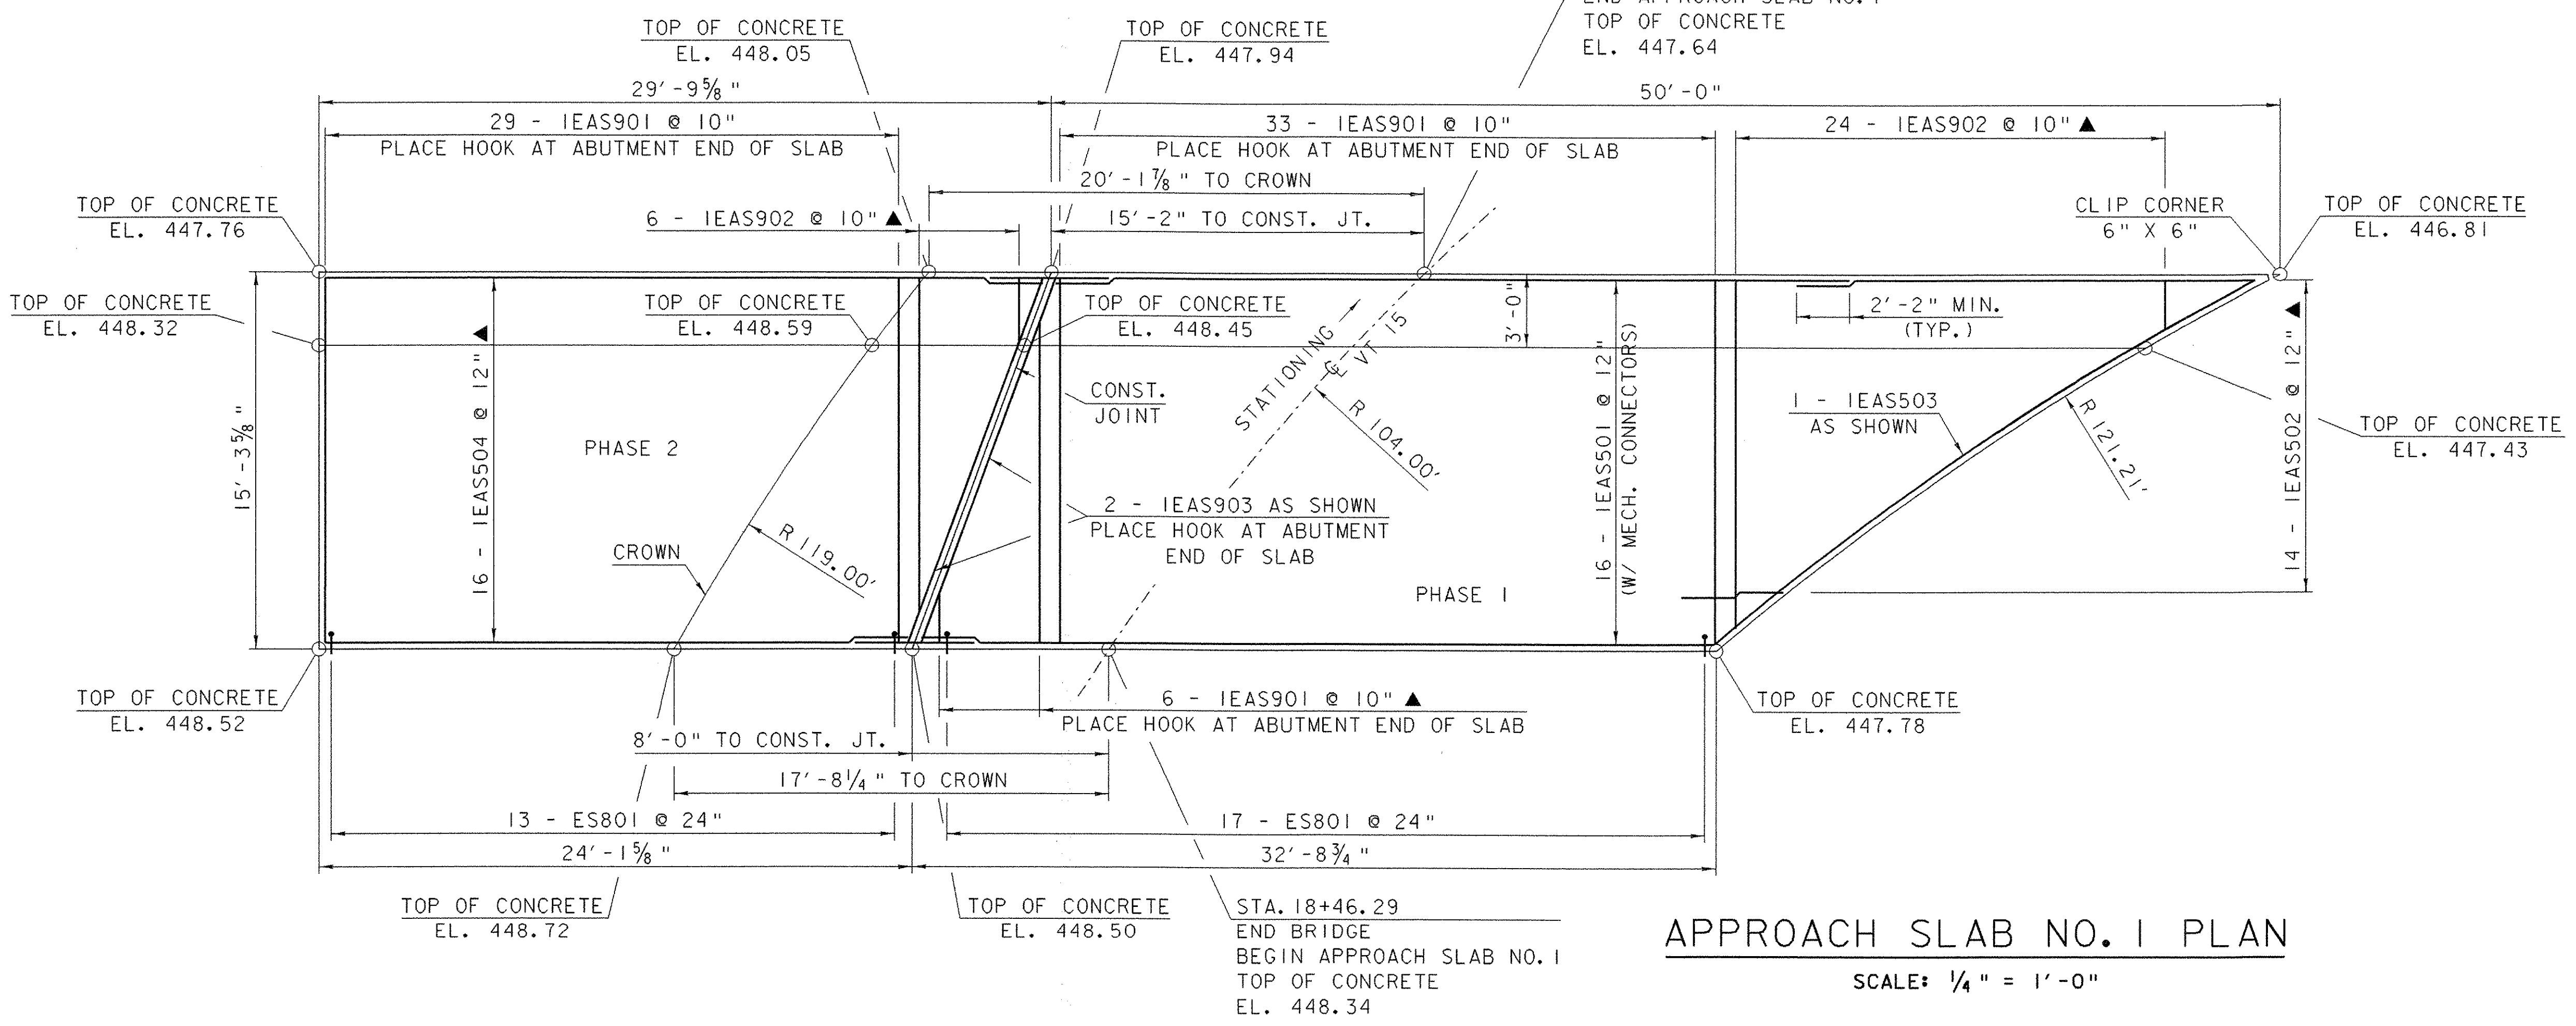 END APPROACH SLAB NO. 1
TOP OF CONCRETE
EL. 447.64
TOP OF CONCRETE
EL. 448.05
TOP OF CONCRETE
EL. 447.94
29'-9 5/8"
50'-0"
29 - 1EAS901 @ 10"
PLACE HOOK AT ABUTMENT END OF SLAB
33 - 1EAS901 @ 10"
PLACE HOOK AT ABUTMENT END OF SLAB
24 - 1EAS902 @ 10" ▲
20'-1 7/8" TO CROWN
6 - 1EAS902 @ 10" ▲
15'-2" TO CONST. JT.
TOP OF CONCRETE
EL. 447.76
CLIP CORNER
6" X 6"
TOP OF CONCRETE
EL. 446.81
TOP OF CONCRETE
EL. 448.32
TOP OF CONCRETE
EL. 448.59
TOP OF CONCRETE
EL. 448.45
3'-0"
2'-2" MIN.
(TYP.)
STATIONING
℄ VT 15
R 104.00'
CONST.
JOINT
15'-3 5/8"
16 - 1EAS504 @ 12" ▲
PHASE 2
16 - 1EAS501 @ 12"
(W/ MECH. CONNECTORS)
1 - 1EAS503
AS SHOWN
R 121.21'
14 - 1EAS502 @ 12" ▲
TOP OF CONCRETE
EL. 447.43
2 - 1EAS903 AS SHOWN
PLACE HOOK AT ABUTMENT
END OF SLAB
CROWN
R 119.00'
PHASE 1
TOP OF CONCRETE
EL. 448.52
6 - 1EAS901 @ 10" ▲
PLACE HOOK AT ABUTMENT END OF SLAB
TOP OF CONCRETE
EL. 447.78
8'-0" TO CONST. JT.
17'-8 1/4" TO CROWN
13 - ES801 @ 24"
17 - ES801 @ 24"
24'-1 5/8"
32'-8 3/4"
TOP OF CONCRETE
EL. 448.72
TOP OF CONCRETE
EL. 448.50
STA. 18+46.29
END BRIDGE
BEGIN APPROACH SLAB NO. 1
TOP OF CONCRETE
EL. 448.34
APPROACH SLAB NO. 1 PLAN
SCALE: 1/4" = 1'-0"